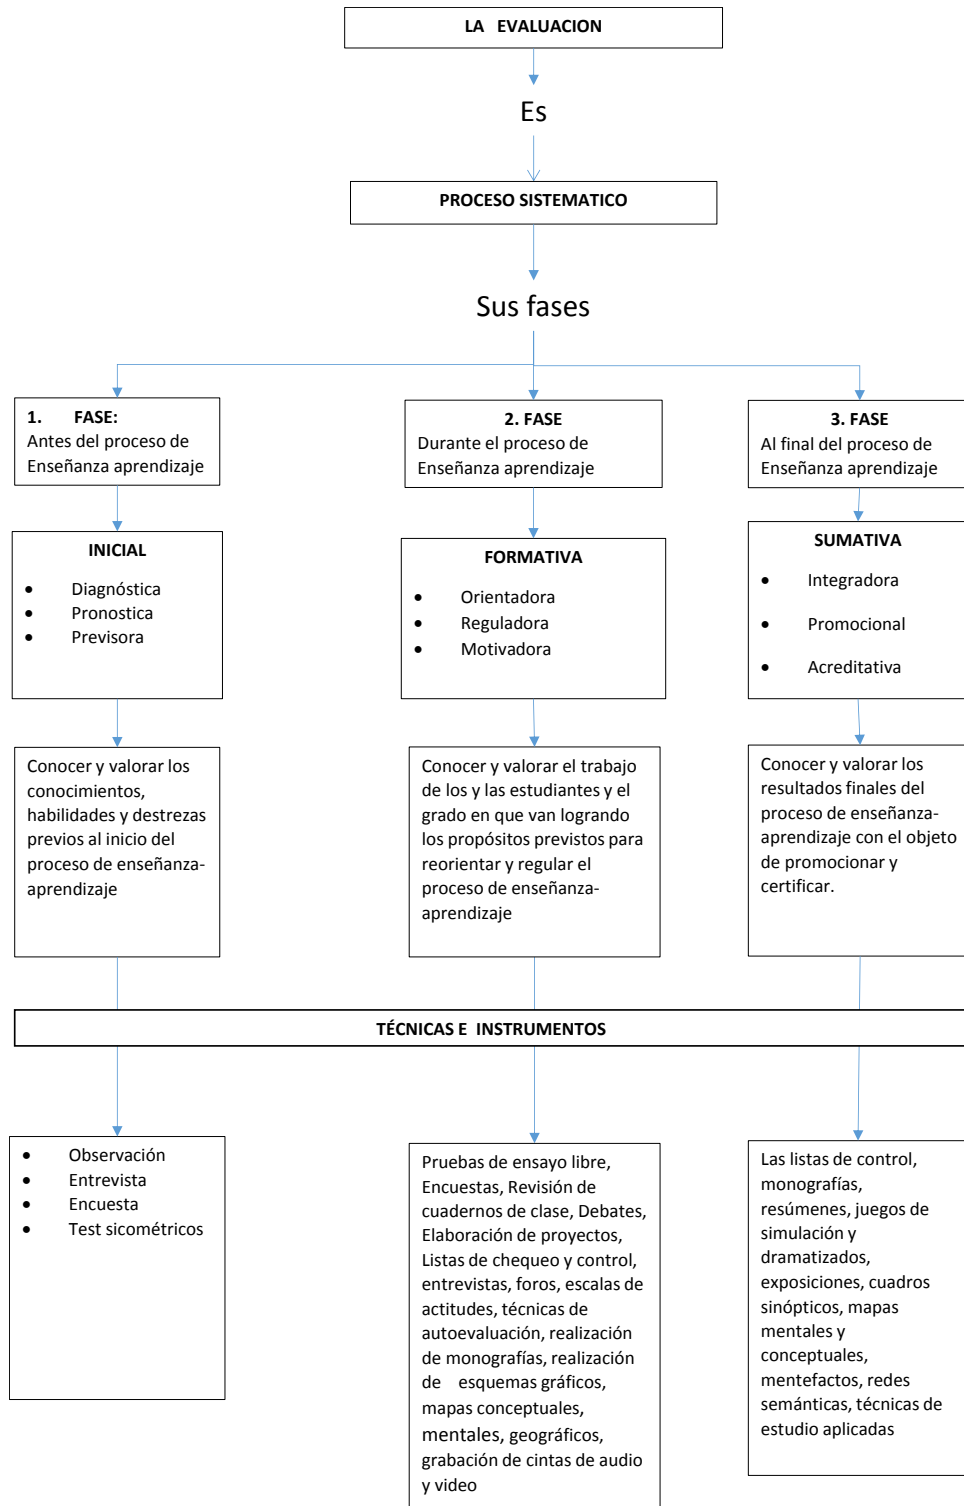 LA EVALUACION
Es
PROCESO SISTEMATICO
Sus fases
1. FASE:
Antes del proceso de
Enseñanza aprendizaje
2. FASE
Durante el proceso de
Enseñanza aprendizaje
3. FASE
Al final del proceso de
Enseñanza aprendizaje
INICIAL
• Diagnóstica
• Pronostica
• Previsora
FORMATIVA
• Orientadora
• Reguladora
• Motivadora
SUMATIVA
• Integradora
• Promocional
• Acreditativa
Conocer y valorar los
conocimientos,
habilidades y destrezas
previos al inicio del
proceso de enseñanza-
aprendizaje
Conocer y valorar el trabajo
de los y las estudiantes y el
grado en que van logrando
los propósitos previstos para
reorientar y regular el
proceso de enseñanza-
aprendizaje
Conocer y valorar los
resultados finales del
proceso de enseñanza-
aprendizaje con el objeto
de promocionar y
certificar.
TÉCNICAS E INSTRUMENTOS
• Observación
• Entrevista
• Encuesta
• Test sicométricos
Pruebas de ensayo libre,
Encuestas, Revisión de
cuadernos de clase, Debates,
Elaboración de proyectos,
Listas de chequeo y control,
entrevistas, foros, escalas de
actitudes, técnicas de
autoevaluación, realización
de monografías, realización
de esquemas gráficos,
mapas conceptuales,
mentales, geográficos,
grabación de cintas de audio
y video
Las listas de control,
monografías,
resúmenes, juegos de
simulación y
dramatizados,
exposiciones, cuadros
sinópticos, mapas
mentales y
conceptuales,
mentefactos, redes
semánticas, técnicas de
estudio aplicadas